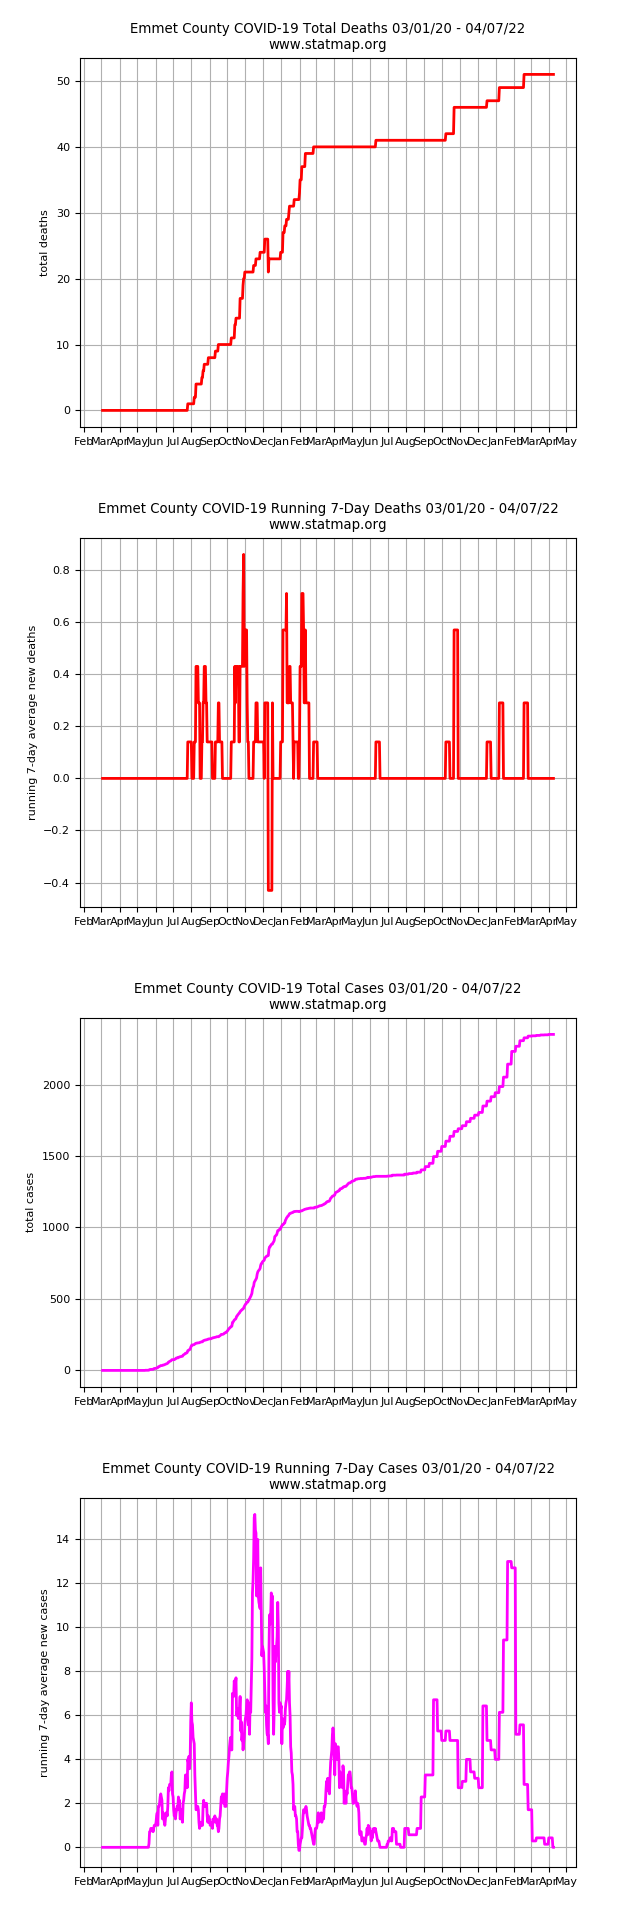 Emmet County COVID-19 Total Deaths 03/01/20 - 04/07/22
www.statmap.org
50
40
30
20
10
0
total deaths
Feb Mar Apr May Jun Jul Aug Sep Oct Nov Dec Jan Feb Mar Apr May Jun Jul Aug Sep Oct Nov Dec Jan Feb Mar Apr May
Emmet County COVID-19 Running 7-Day Deaths 03/01/20 - 04/07/22
www.statmap.org
0.8
0.6
0.4
0.2
0.0
−0.2
−0.4
running 7-day average new deaths
Feb Mar Apr May Jun Jul Aug Sep Oct Nov Dec Jan Feb Mar Apr May Jun Jul Aug Sep Oct Nov Dec Jan Feb Mar Apr May
Emmet County COVID-19 Total Cases 03/01/20 - 04/07/22
www.statmap.org
2000
1500
1000
500
0
total cases
Feb Mar Apr May Jun Jul Aug Sep Oct Nov Dec Jan Feb Mar Apr May Jun Jul Aug Sep Oct Nov Dec Jan Feb Mar Apr May
Emmet County COVID-19 Running 7-Day Cases 03/01/20 - 04/07/22
www.statmap.org
14
12
10
8
6
4
2
0
running 7-day average new cases
Feb Mar Apr May Jun Jul Aug Sep Oct Nov Dec Jan Feb Mar Apr May Jun Jul Aug Sep Oct Nov Dec Jan Feb Mar Apr May